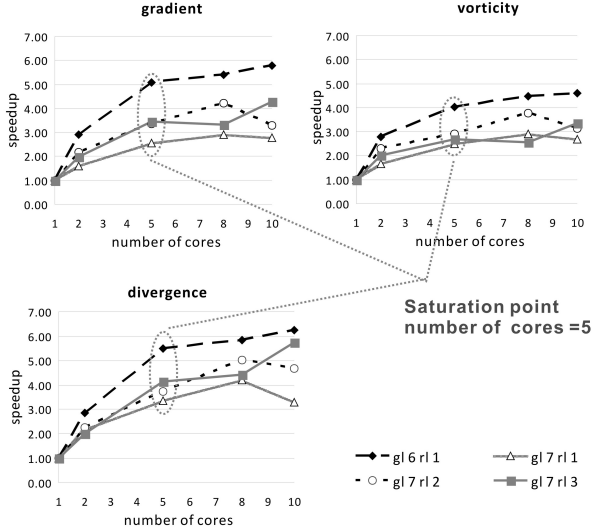 gradient
7.00
6.00
5.00
4.00
3.00
2.00
1.00
0.00
speedup
1 2 3 4 5 6 7 8 9 10
number of cores
vorticity
7.00
6.00
5.00
4.00
3.00
2.00
1.00
0.00
speedup
1 2 3 4 5 6 7 8 9 10
number of cores
divergence
7.00
6.00
5.00
4.00
3.00
2.00
1.00
0.00
speedup
1 2 3 4 5 6 7 8 9 10
number of cores
Saturation point
number of cores =5
gl 6 rl 1
gl 7 rl 1
gl 7 rl 2
gl 7 rl 3